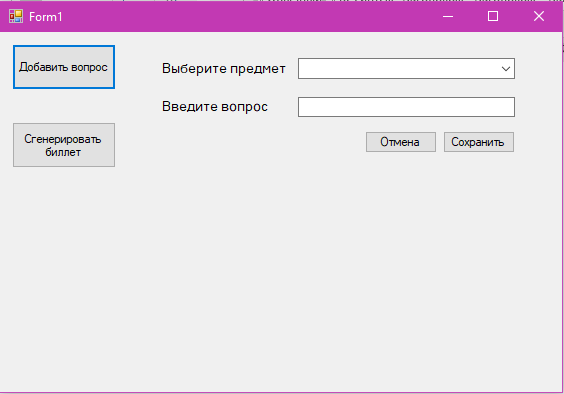 Form1
Добавить вопрос
Выберите предмет
Введите вопрос
Отмена
Сохранить
Сгенерировать
биллет